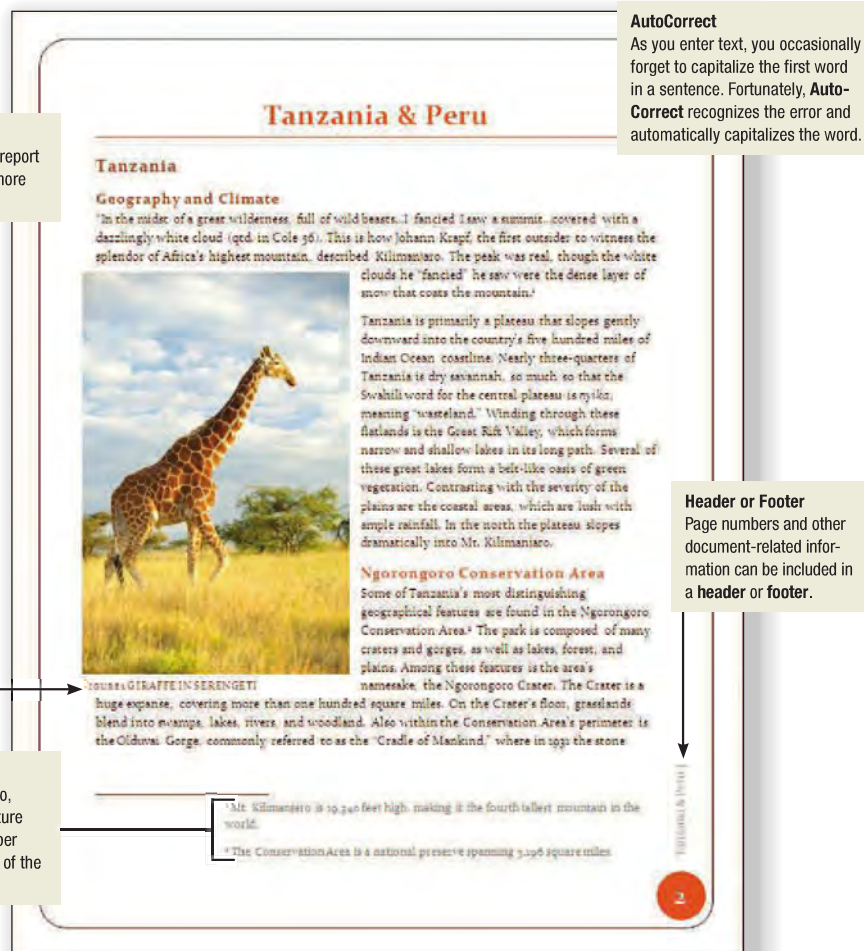 AutoCorrect
As you enter text, you occasionally
forget to capitalize the first word
in a sentence. Fortunately, Auto-
Correct recognizes the error and
automatically capitalizes the word.
report
more
Tanzania & Peru
Tanzania
Geography and Climate
"In the midst of a great wilderness, full of wild beasts…I fancied I saw a summit…covered with a
dazzlingly white cloud (qtd. in Cole 56). This is how Johann Krapf, the first outsider to witness the
splendor of Africa's highest mountain, described Kilimanjaro. The peak was real, though the white
clouds he "fancied" he saw were the dense layer of
snow that coats the mountain.¹
Tanzania is primarily a plateau that slopes gently
downward into the country's five hundred miles of
Indian Ocean coastline. Nearly three-quarters of
Tanzania is dry savannah, so much so that the
Swahili word for the central plateau is nyika,
meaning "wasteland." Winding through these
flatlands is the Great Rift Valley, which forms
narrow and shallow lakes in its long path. Several of
these great lakes form a belt-like oasis of green
vegetation. Contrasting with the severity of the
plains are the coastal areas, which are lush with
ample rainfall. In the north the plateau slopes
dramatically into Mt. Kilimanjaro.
Ngorongoro Conservation Area
Some of Tanzania's most distinguishing
geographical features are found in the Ngorongoro
Conservation Area.² The park is composed of many
craters and gorges, as well as lakes, forest, and
plains. Among these features is the area's
namesake, the Ngorongoro Crater. The Crater is a
huge expanse, covering more than one hundred square miles. On the Crater's floor, grasslands
blend into swamps, lakes, rivers, and woodland. Also within the Conservation Area's perimeter is
the Olduvai Gorge, commonly referred to as the "Cradle of Mankind," where in 1931 the stone
GIRAFFE IN SERENGETI
Header or Footer
Page numbers and other
document-related infor-
mation can be included in
a header or footer.
o,
ture
ber
of the
¹ Mt. Kilimanjaro is 19,340 feet high, making it the fourth tallest mountain in the
world.
² The Conservation Area is a national preserve spanning 3,196 square miles.
Tanzania & Peru |
2